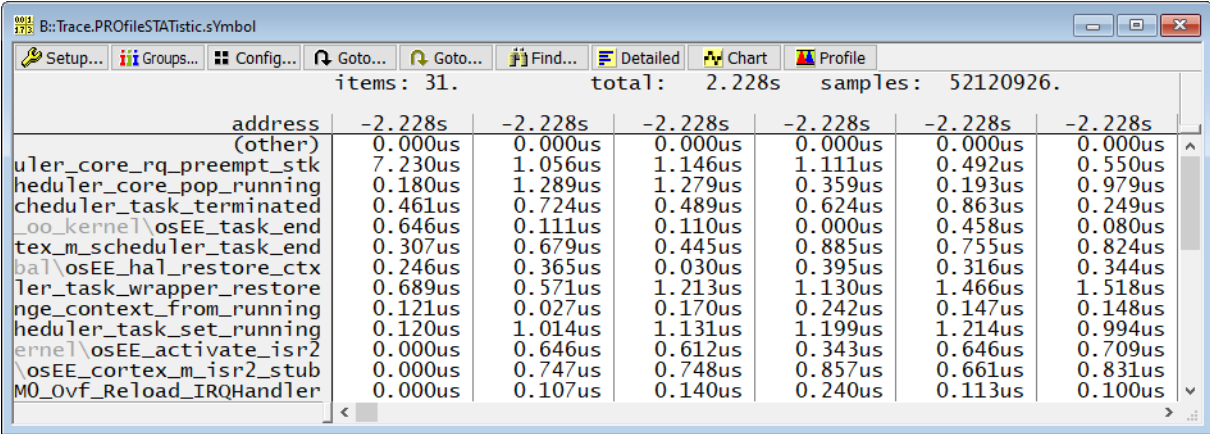 B::Trace.PROfileSTATistic.sYmbol
Setup... Groups... Config... Goto... Goto... Find... Detailed Chart Profile
items: 31. total: 2.228s samples: 52120926.
address -2.228s -2.228s -2.228s -2.228s -2.228s -2.228s
(other) 0.000us 0.000us 0.000us 0.000us 0.000us 0.000us
uler_core_rq_preempt_stk 7.230us 1.056us 1.146us 1.111us 0.492us 0.550us
heduler_core_pop_running 0.180us 1.289us 1.279us 0.359us 0.193us 0.979us
cheduler_task_terminated 0.461us 0.724us 0.489us 0.624us 0.863us 0.249us
_oo_kernel\osEE_task_end 0.646us 0.111us 0.110us 0.000us 0.458us 0.080us
tex_m_scheduler_task_end 0.307us 0.679us 0.445us 0.885us 0.755us 0.824us
bal\osEE_hal_restore_ctx 0.246us 0.365us 0.030us 0.395us 0.316us 0.344us
ler_task_wrapper_restore 0.689us 0.571us 1.213us 1.130us 1.466us 1.518us
nge_context_from_running 0.121us 0.027us 0.170us 0.242us 0.147us 0.148us
heduler_task_set_running 0.120us 1.014us 1.131us 1.199us 1.214us 0.994us
ernel\osEE_activate_isr2 0.000us 0.646us 0.612us 0.343us 0.646us 0.709us
\osEE_cortex_m_isr2_stub 0.000us 0.747us 0.748us 0.857us 0.661us 0.831us
M0_Ovf_Reload_IRQHandler 0.000us 0.107us 0.140us 0.240us 0.113us 0.100us